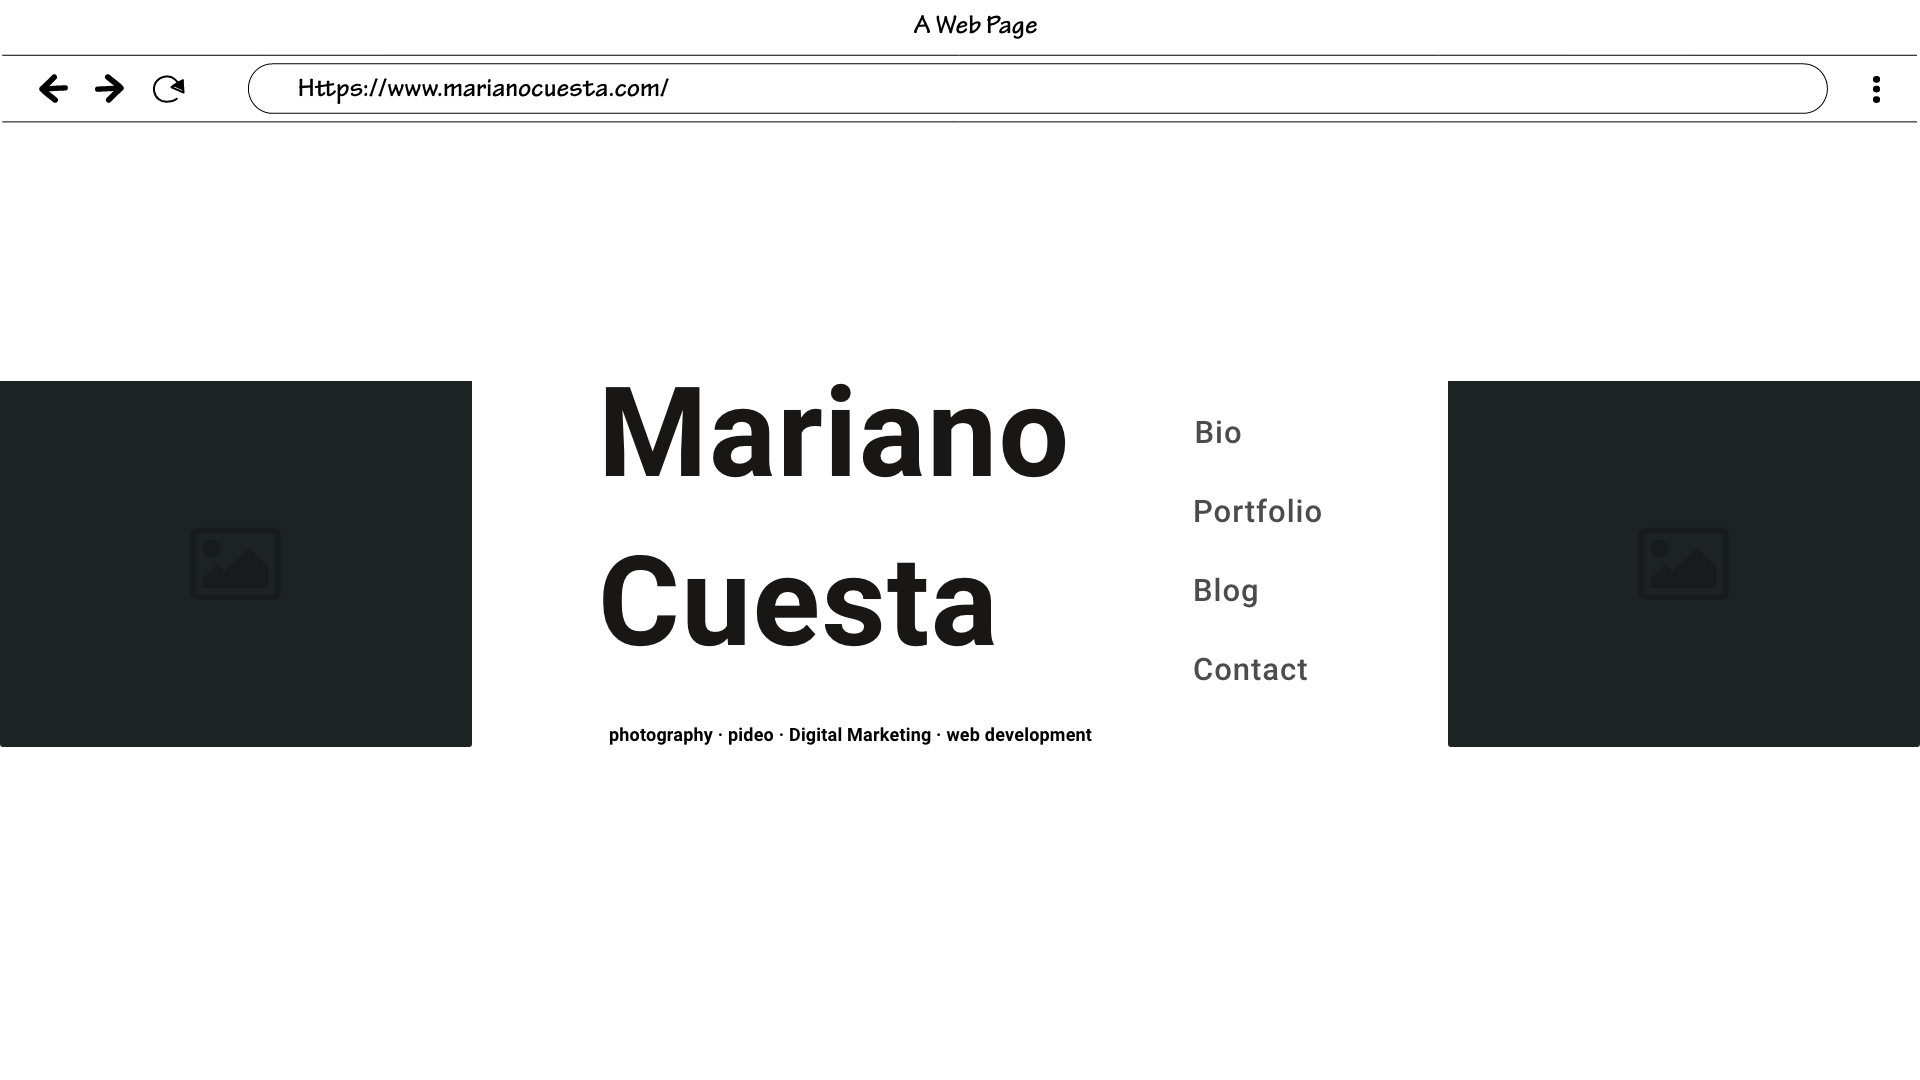 A Web Page
Https://www.marianocuesta.com/
Mariano
Cuesta
photography · pideo · Digital Marketing · web development
Bio
Portfolio
Blog
Contact